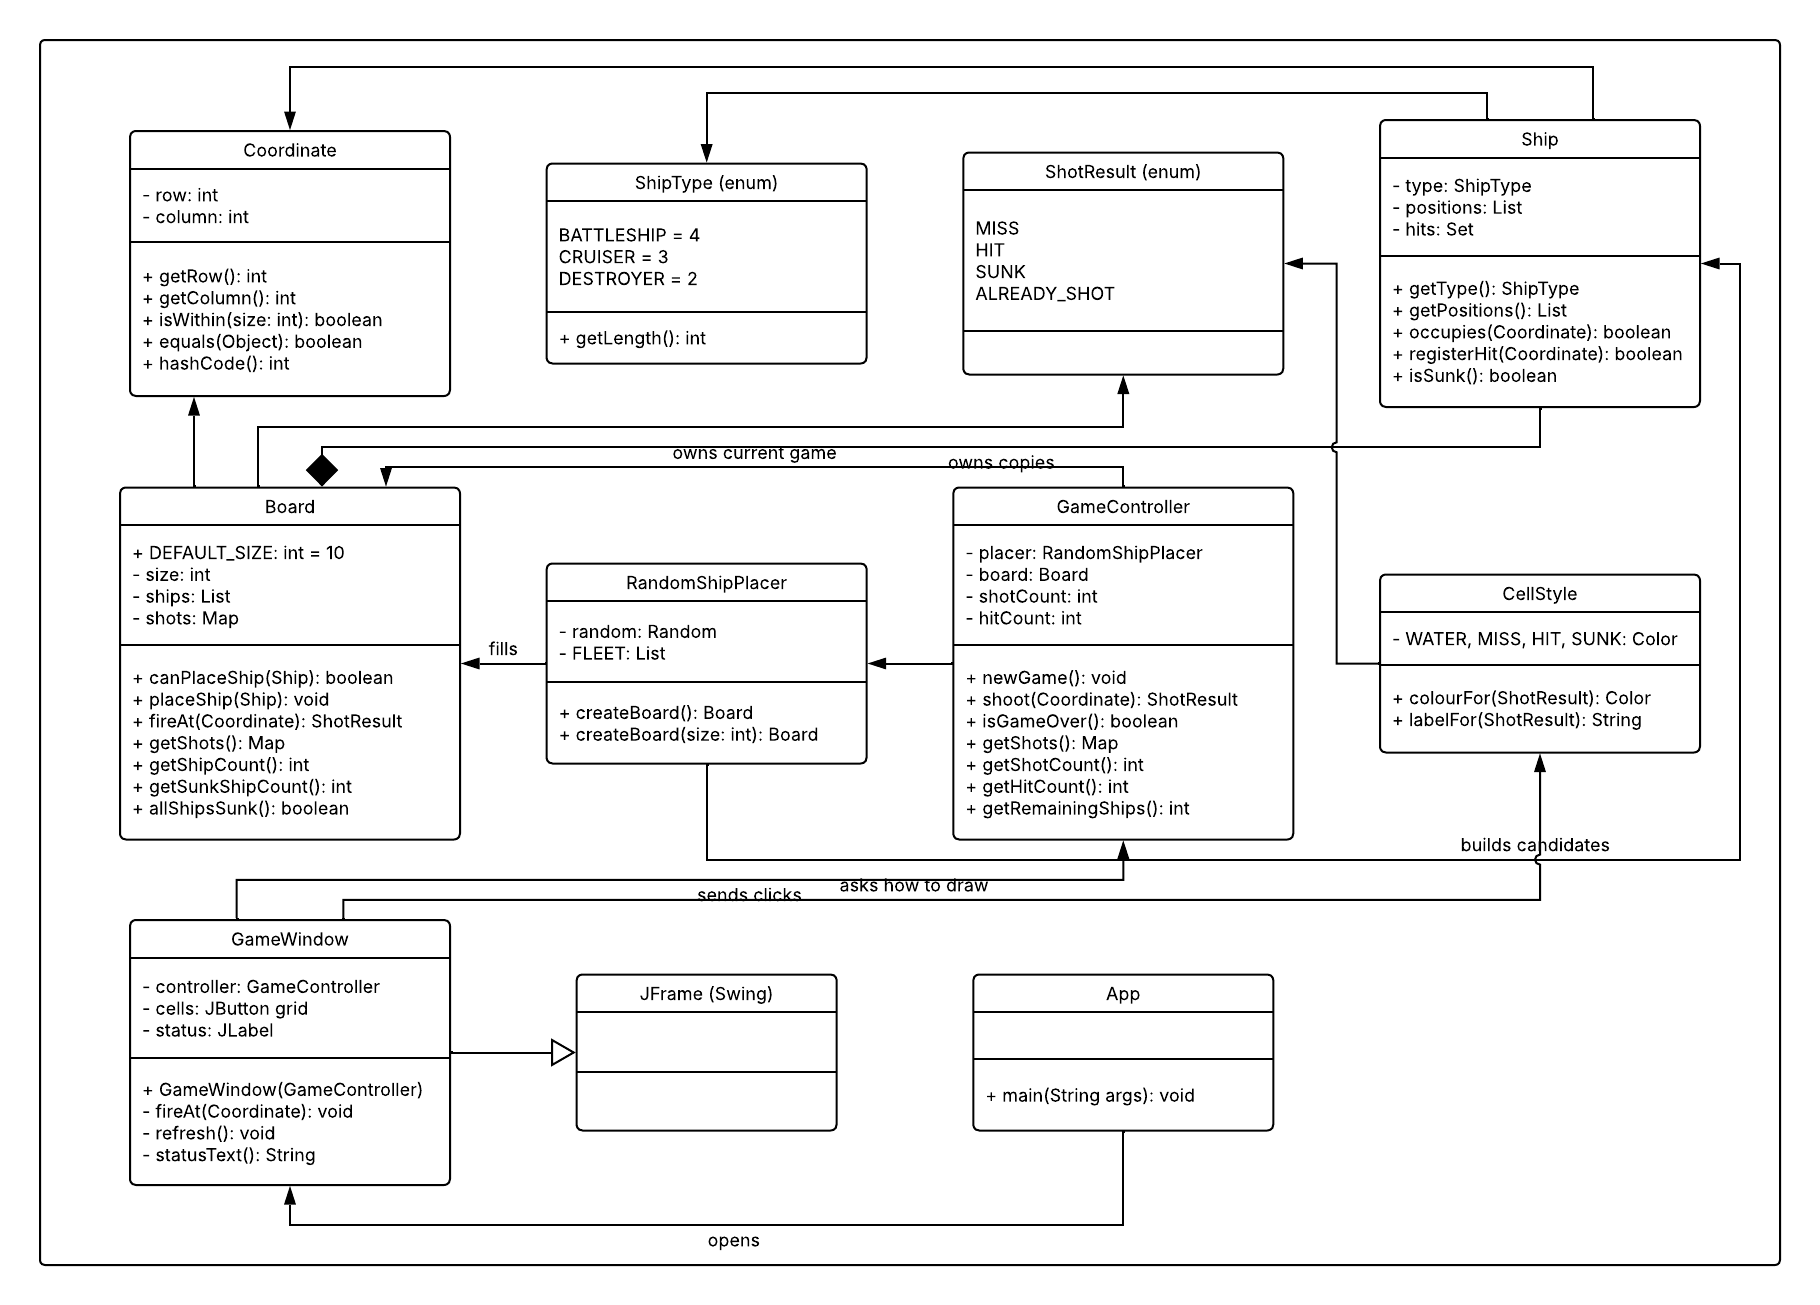 Coordinate
- row: int
- column: int
+ getRow(): int
+ getColumn(): int
+ isWithin(size: int): boolean
+ equals(Object): boolean
+ hashCode(): int
ShipType (enum)
BATTLESHIP = 4
CRUISER = 3
DESTROYER = 2
+ getLength(): int
ShotResult (enum)
MISS
HIT
SUNK
ALREADY_SHOT
Ship
- type: ShipType
- positions: List
- hits: Set
+ getType(): ShipType
+ getPositions(): List
+ occupies(Coordinate): boolean
+ registerHit(Coordinate): boolean
+ isSunk(): boolean
owns current game
owns copies
Board
+ DEFAULT_SIZE: int = 10
- size: int
- ships: List
- shots: Map
+ canPlaceShip(Ship): boolean
+ placeShip(Ship): void
+ fireAt(Coordinate): ShotResult
+ getShots(): Map
+ getShipCount(): int
+ getSunkShipCount(): int
+ allShipsSunk(): boolean
fills
RandomShipPlacer
- random: Random
- FLEET: List
+ createBoard(): Board
+ createBoard(size: int): Board
GameController
- placer: RandomShipPlacer
- board: Board
- shotCount: int
- hitCount: int
+ newGame(): void
+ shoot(Coordinate): ShotResult
+ isGameOver(): boolean
+ getShots(): Map
+ getShotCount(): int
+ getHitCount(): int
+ getRemainingShips(): int
CellStyle
- WATER, MISS, HIT, SUNK: Color
+ colourFor(ShotResult): Color
+ labelFor(ShotResult): String
builds candidates
asks how to draw
sends clicks
GameWindow
- controller: GameController
- cells: JButton grid
- status: JLabel
+ GameWindow(GameController)
- fireAt(Coordinate): void
- refresh(): void
- statusText(): String
JFrame (Swing)
App
+ main(String args): void
opens